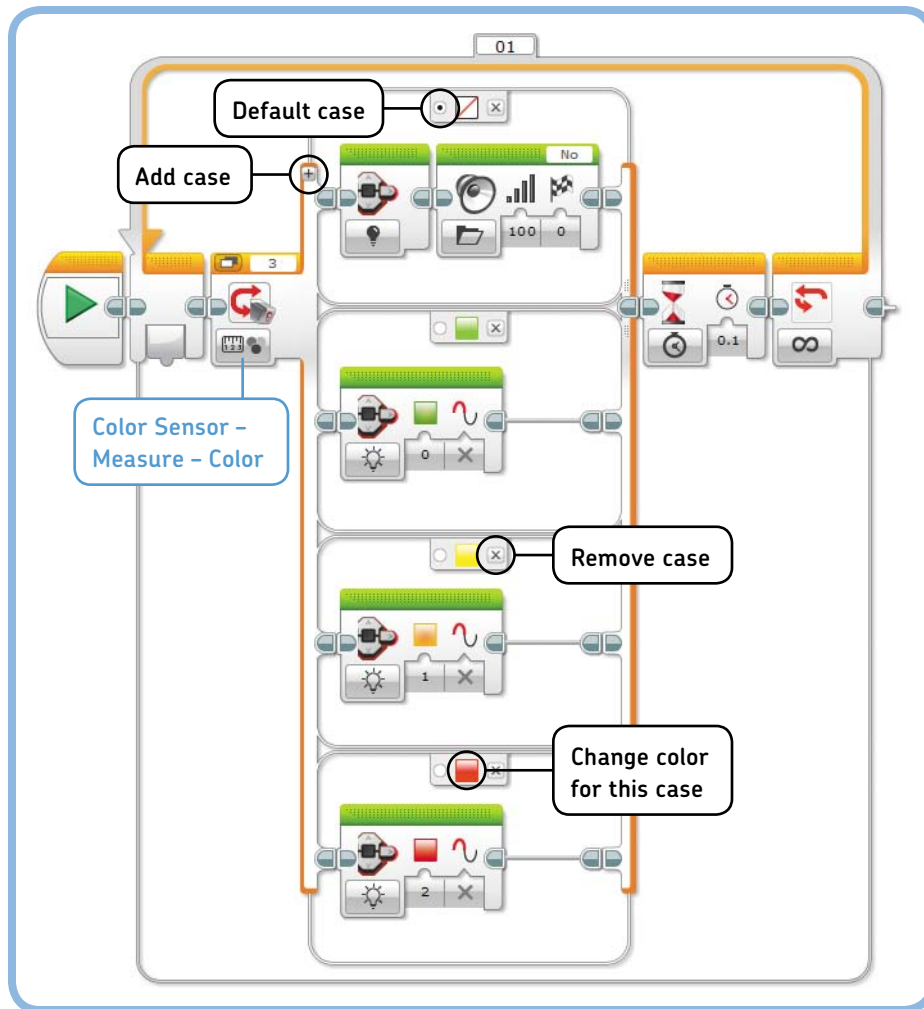 01
Default case
No
Add case
100 0
3
0.1
Color Sensor –
Measure – Color
0
Remove case
1
Change color
for this case
2